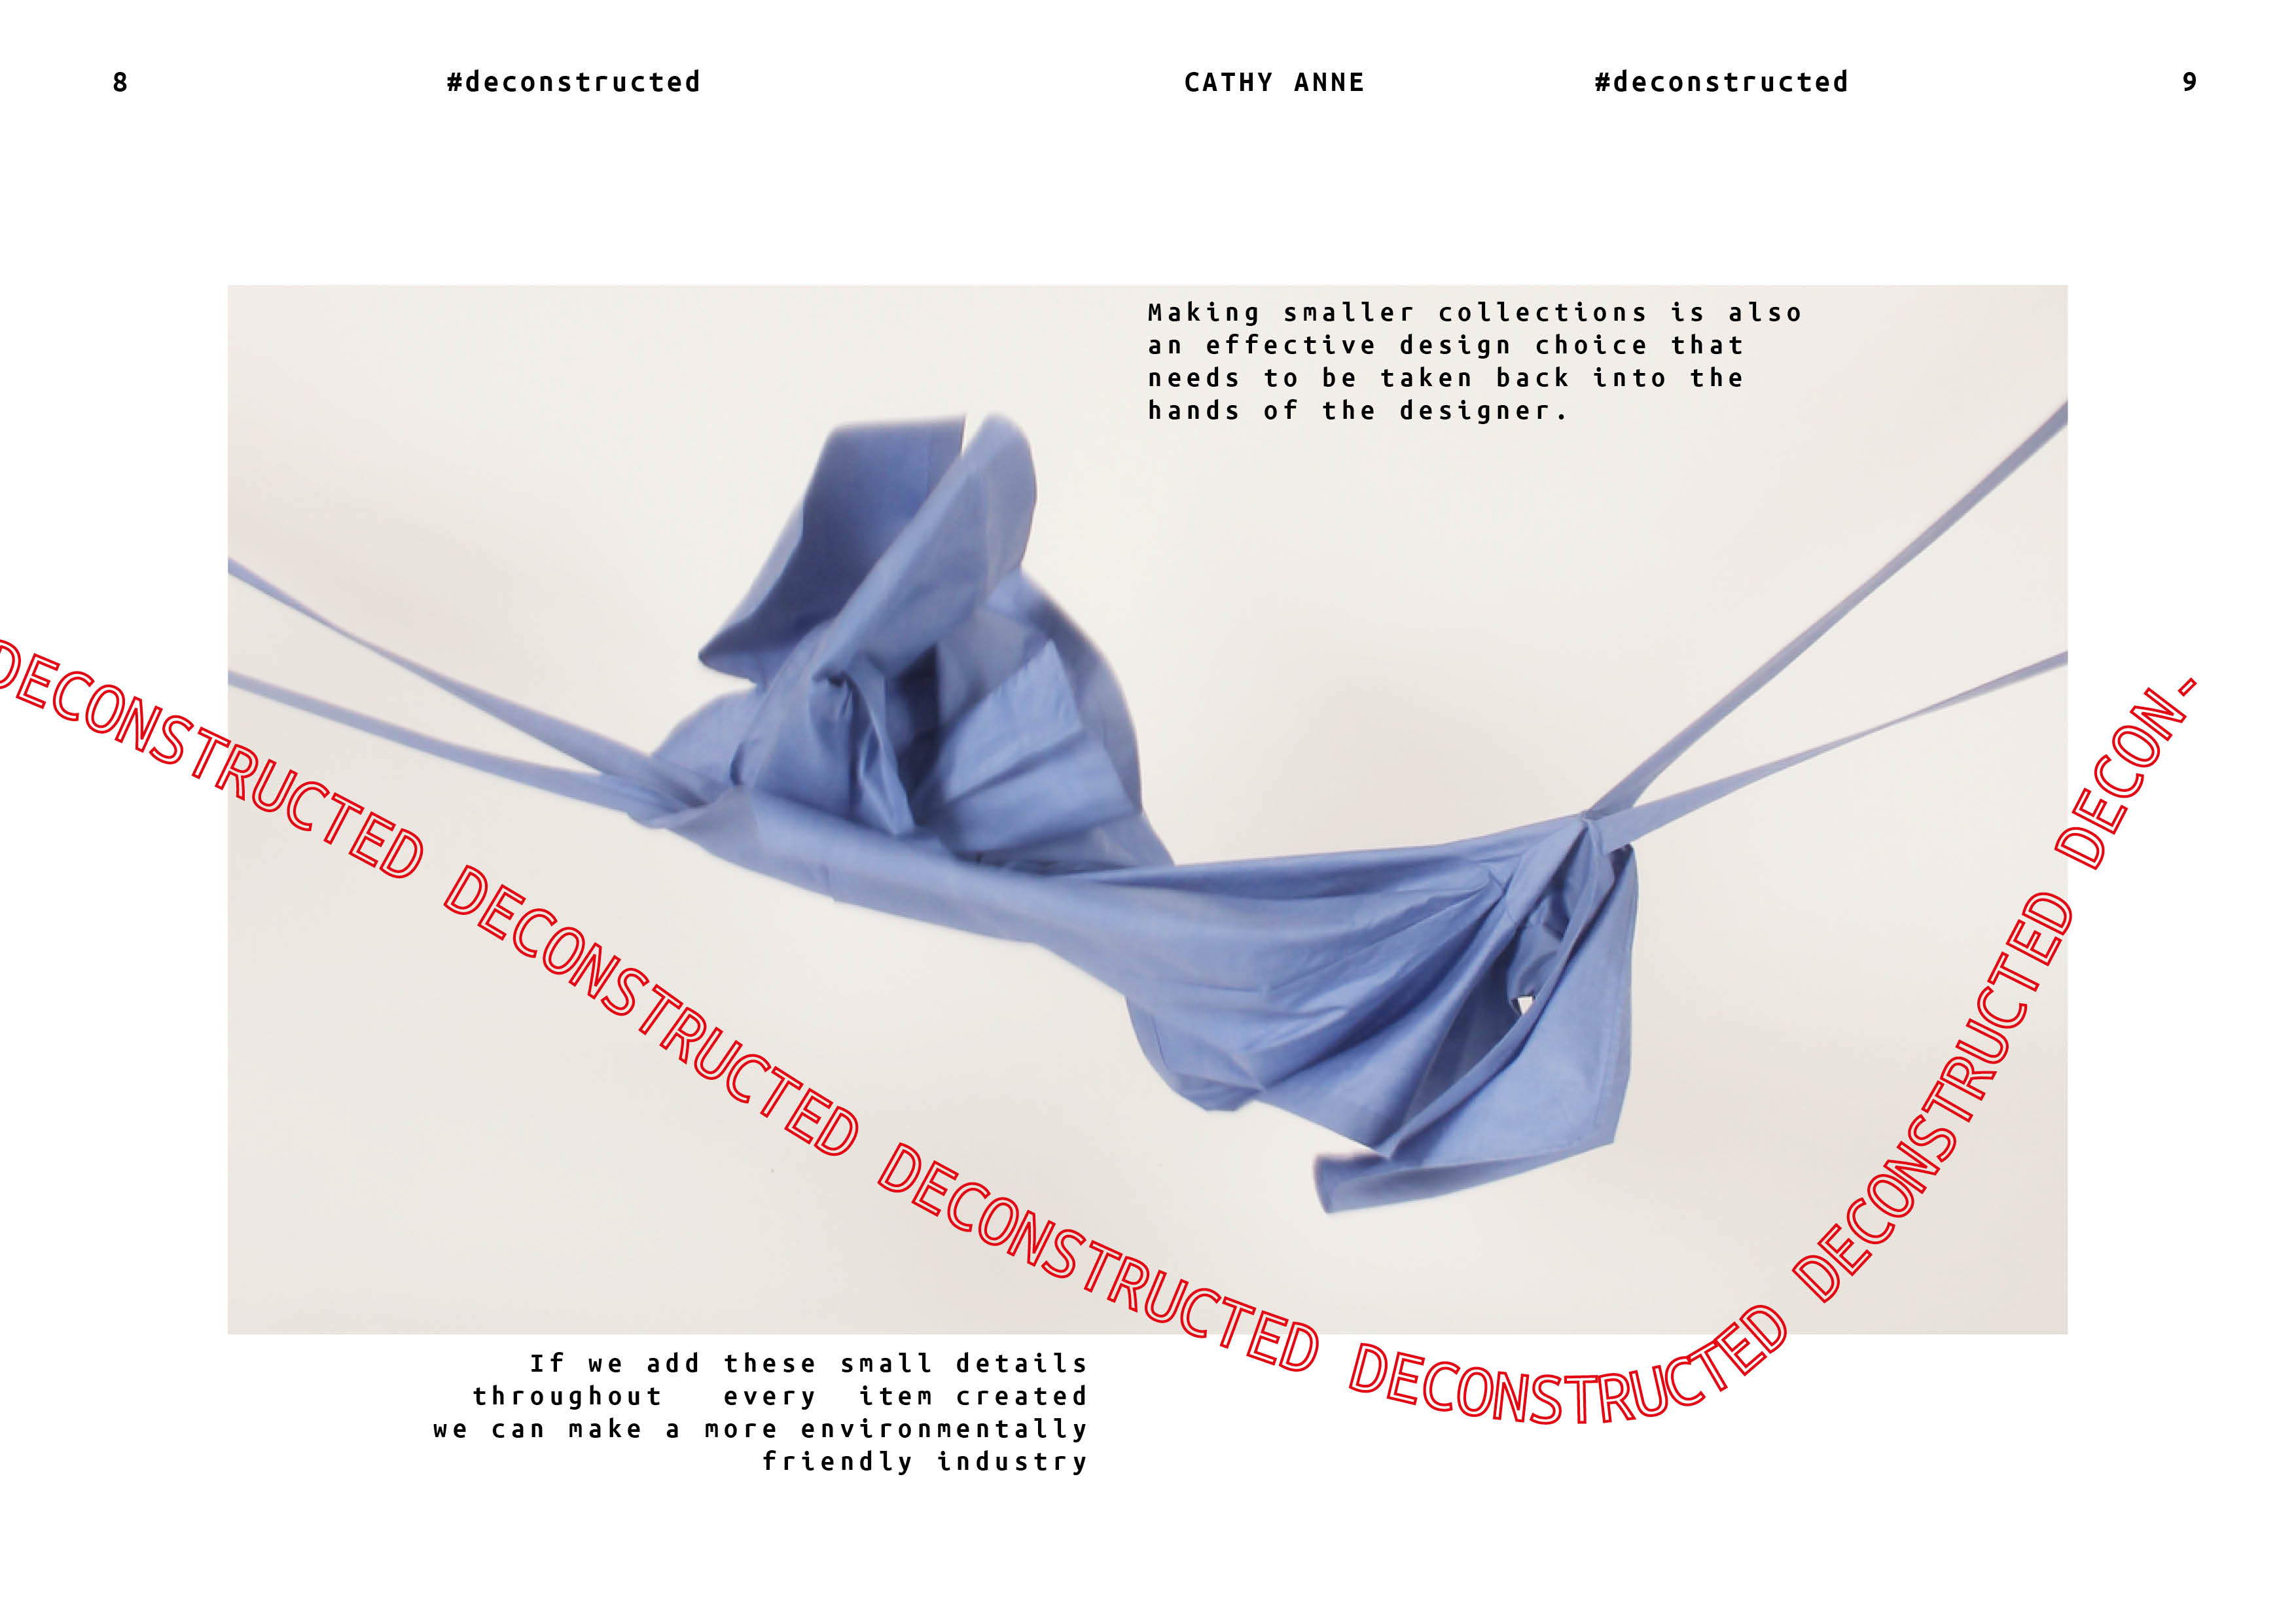 8 #deconstructed CATHY ANNE #deconstructed 9
Making smaller collections is also
an effective design choice that
needs to be taken back into the
hands of the designer.
DECONSTRUCTED DECONSTRUCTED DECONSTRUCTED DECONSTRUCTED DECONSTRUCTED DECON-
If we add these small details
throughout every item created
we can make a more environmentally
friendly industry